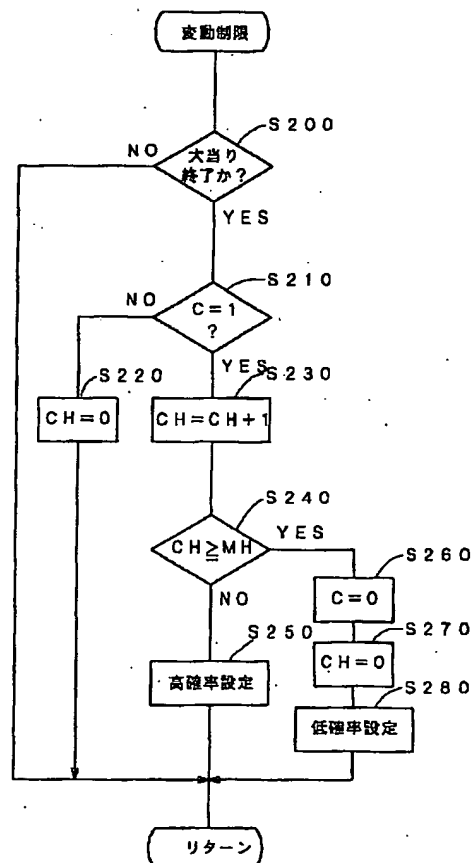 変動制限
S200
NO
大当り
終了か?
YES
S210
NO
C=1
?
YES
S220
S230
CH=0
CH=CH+1
S240
CH≧MH
YES
NO
S260
C=0
S250
S270
高確率設定
CH=0
S280
低確率設定
リターン